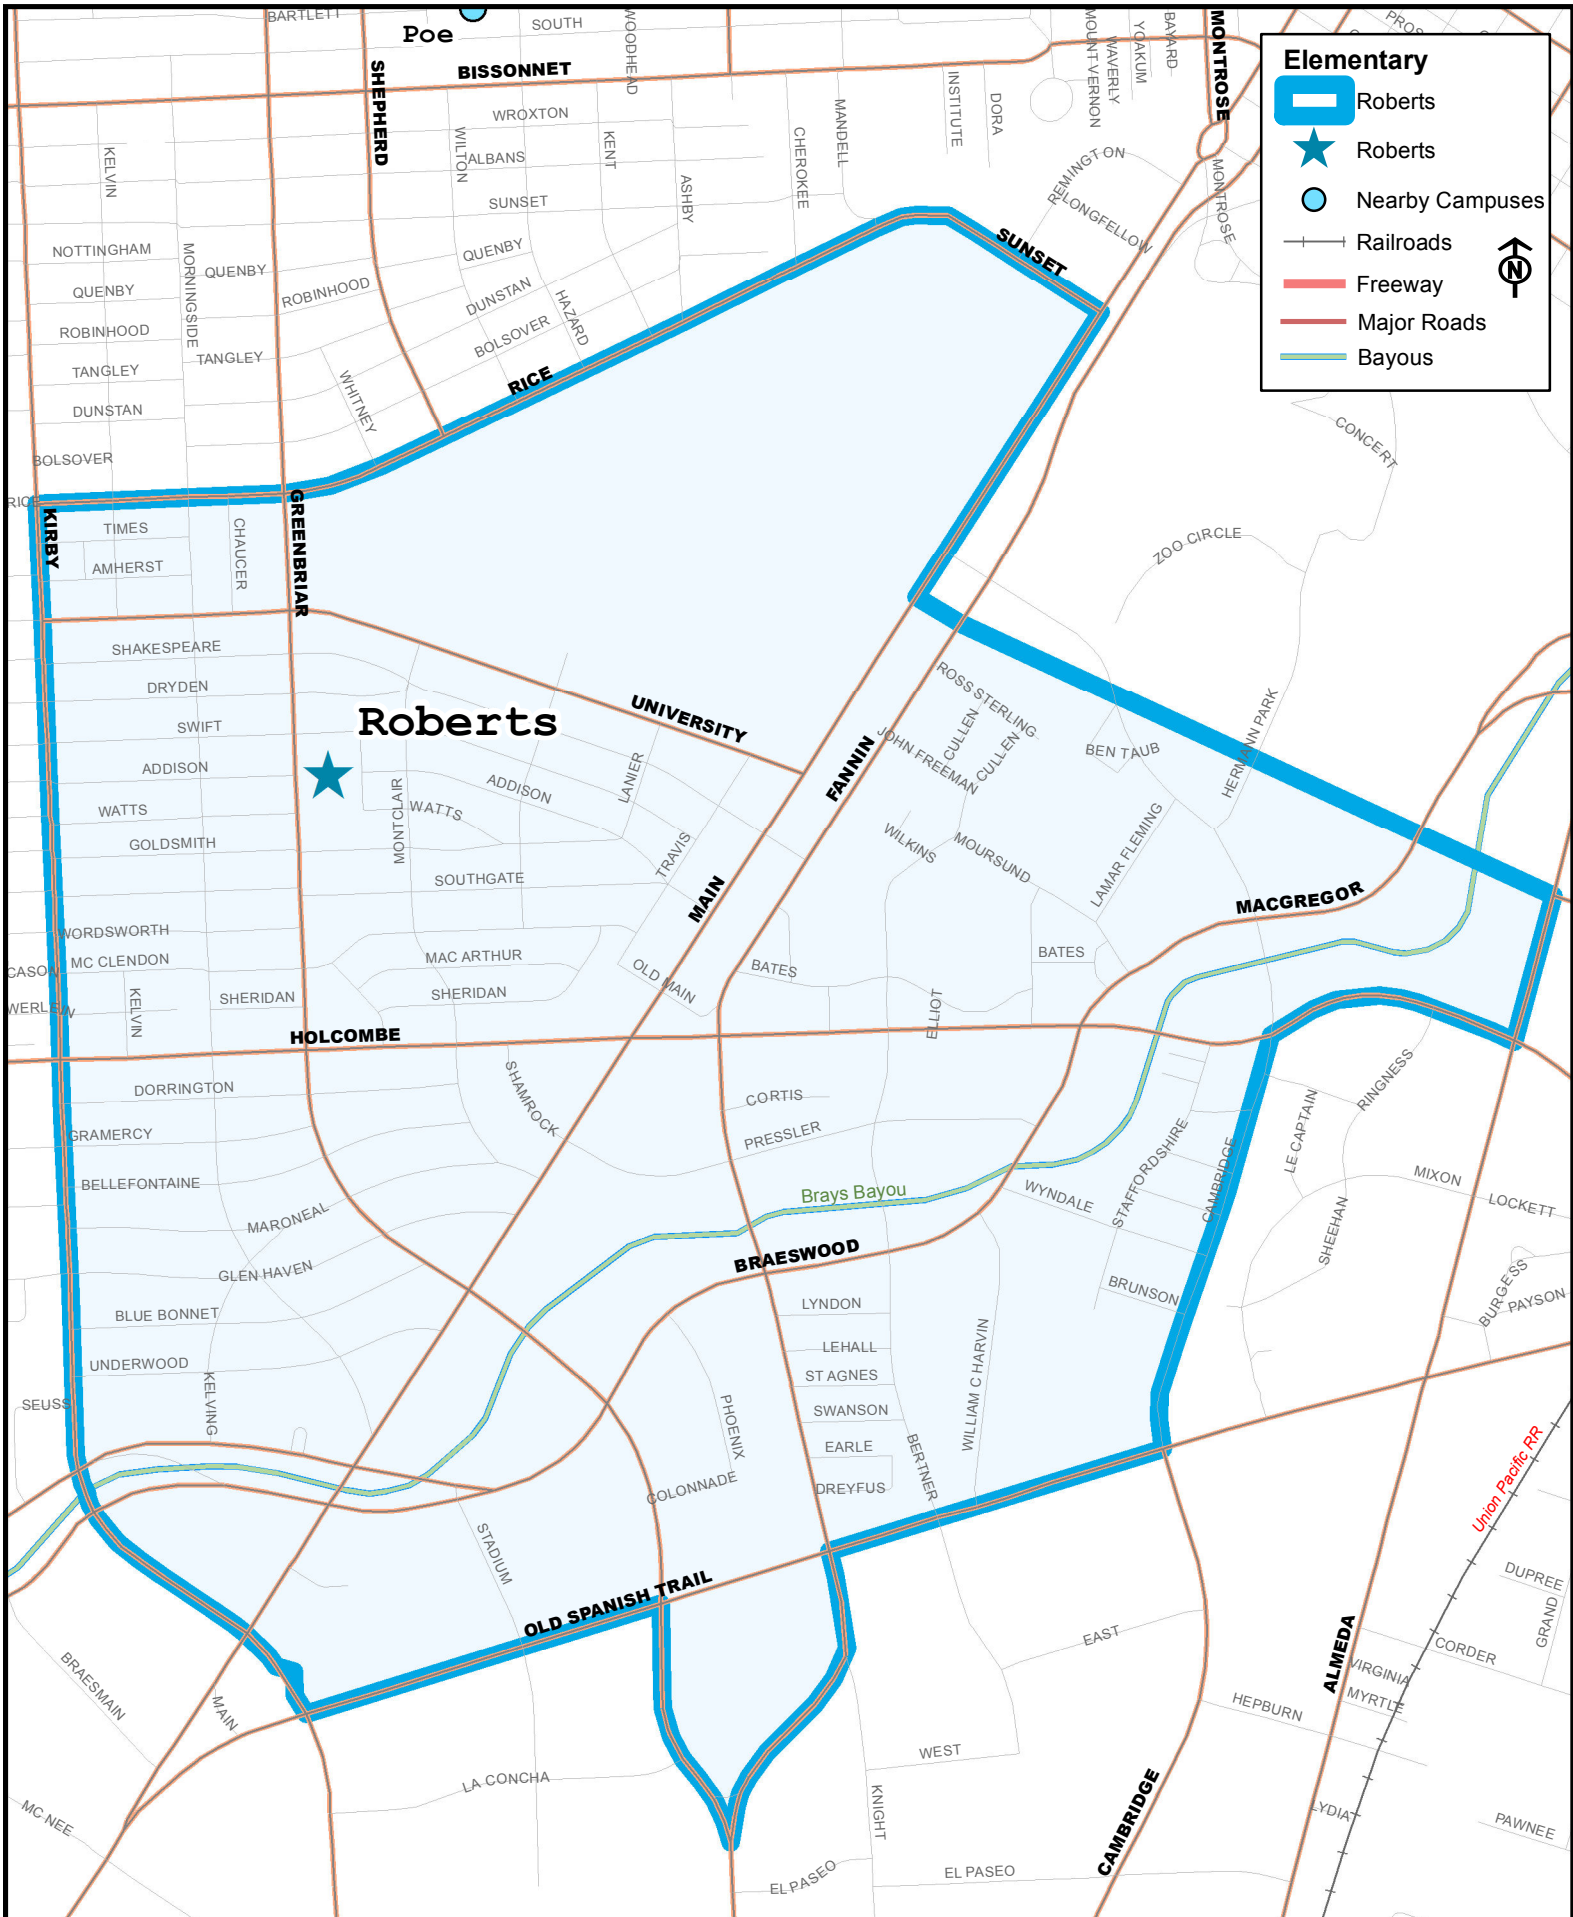 BARTLETT
Poe
SOUTH
WOODHEAD
MOUNT VERNON
WAVERLY
YOAKUM
BAYARD
MONTROSE
Elementary
Roberts
Roberts
Nearby Campuses
Railroads
N
Freeway
Major Roads
Bayous
SHEPHERD
BISSONNET
WROXTON
WILTON
ALBANS
KENT
ASHBY
CHEROKEE
MANDELL
INSTITUTE
DORA
REMINGTON
LONGFELLOW
MONTROSE
KELVIN
SUNSET
SUNSET
NOTTINGHAM
MORNINGSIDE
QUENBY
QUENBY
QUENBY
ROBINHOOD
DUNSTAN
HAZARD
ROBINHOOD
BOLSOVER
TANGLEY
TANGLEY
WHITNEY
RICE
DUNSTAN
BOLSOVER
CONCERT
RICE
KIRBY
TIMES
CHAUCER
GREENBRIAR
AMHERST
ZOO CIRCLE
SHAKESPEARE
DRYDEN
SWIFT
Roberts
UNIVERSITY
ROSS STERLING
CULLEN
CULLEN
JOHN FREEMAN
BEN TAUB
HERMANN PARK
FANNIN
ADDISON
ADDISON
LANIER
WATTS
WATTS
MONTCLAIR
GOLDSMITH
TRAVIS
WILKINS
MOURSUND
LAMAR FLEMING
SOUTHGATE
MAIN
MACGREGOR
WORDSWORTH
MC CLENDON
CASON
MAC ARTHUR
BATES
BATES
OLD MAIN
WERLEIN
KELVIN
SHERIDAN
SHERIDAN
ELLIOT
HOLCOMBE
DORRINGTON
SHAMROCK
CORTIS
PRESSLER
GRAMERCY
BELLEFONTAINE
MARONEAL
Brays Bayou
WYNDALE
STAFFORDSHIRE
CAMBRIDGE
LE CAPTAIN
RINGNESS
MIXON
LOCKETT
SHEEHAN
BURGESS
PAYSON
GLEN HAVEN
BRAESWOOD
BRUNSON
BLUE BONNET
LYNDON
UNDERWOOD
LEHALL
ST AGNES
WILLIAM C HARVIN
SEUSS
KELVING
PHOENIX
SWANSON
EARLE
BERTNER
DREYFUS
COLONNADE
STADIUM
Union Pacific RR
OLD SPANISH TRAIL
DUPREE
GRAND
EAST
ALMEDA
CORDER
VIRGINIA
MYRTLE
BRAESMAIN
MAIN
HEPBURN
WEST
LA CONCHA
KNIGHT
CAMBRIDGE
LYDIA
PAWNEE
MC NEE
EL PASEO
EL PASEO